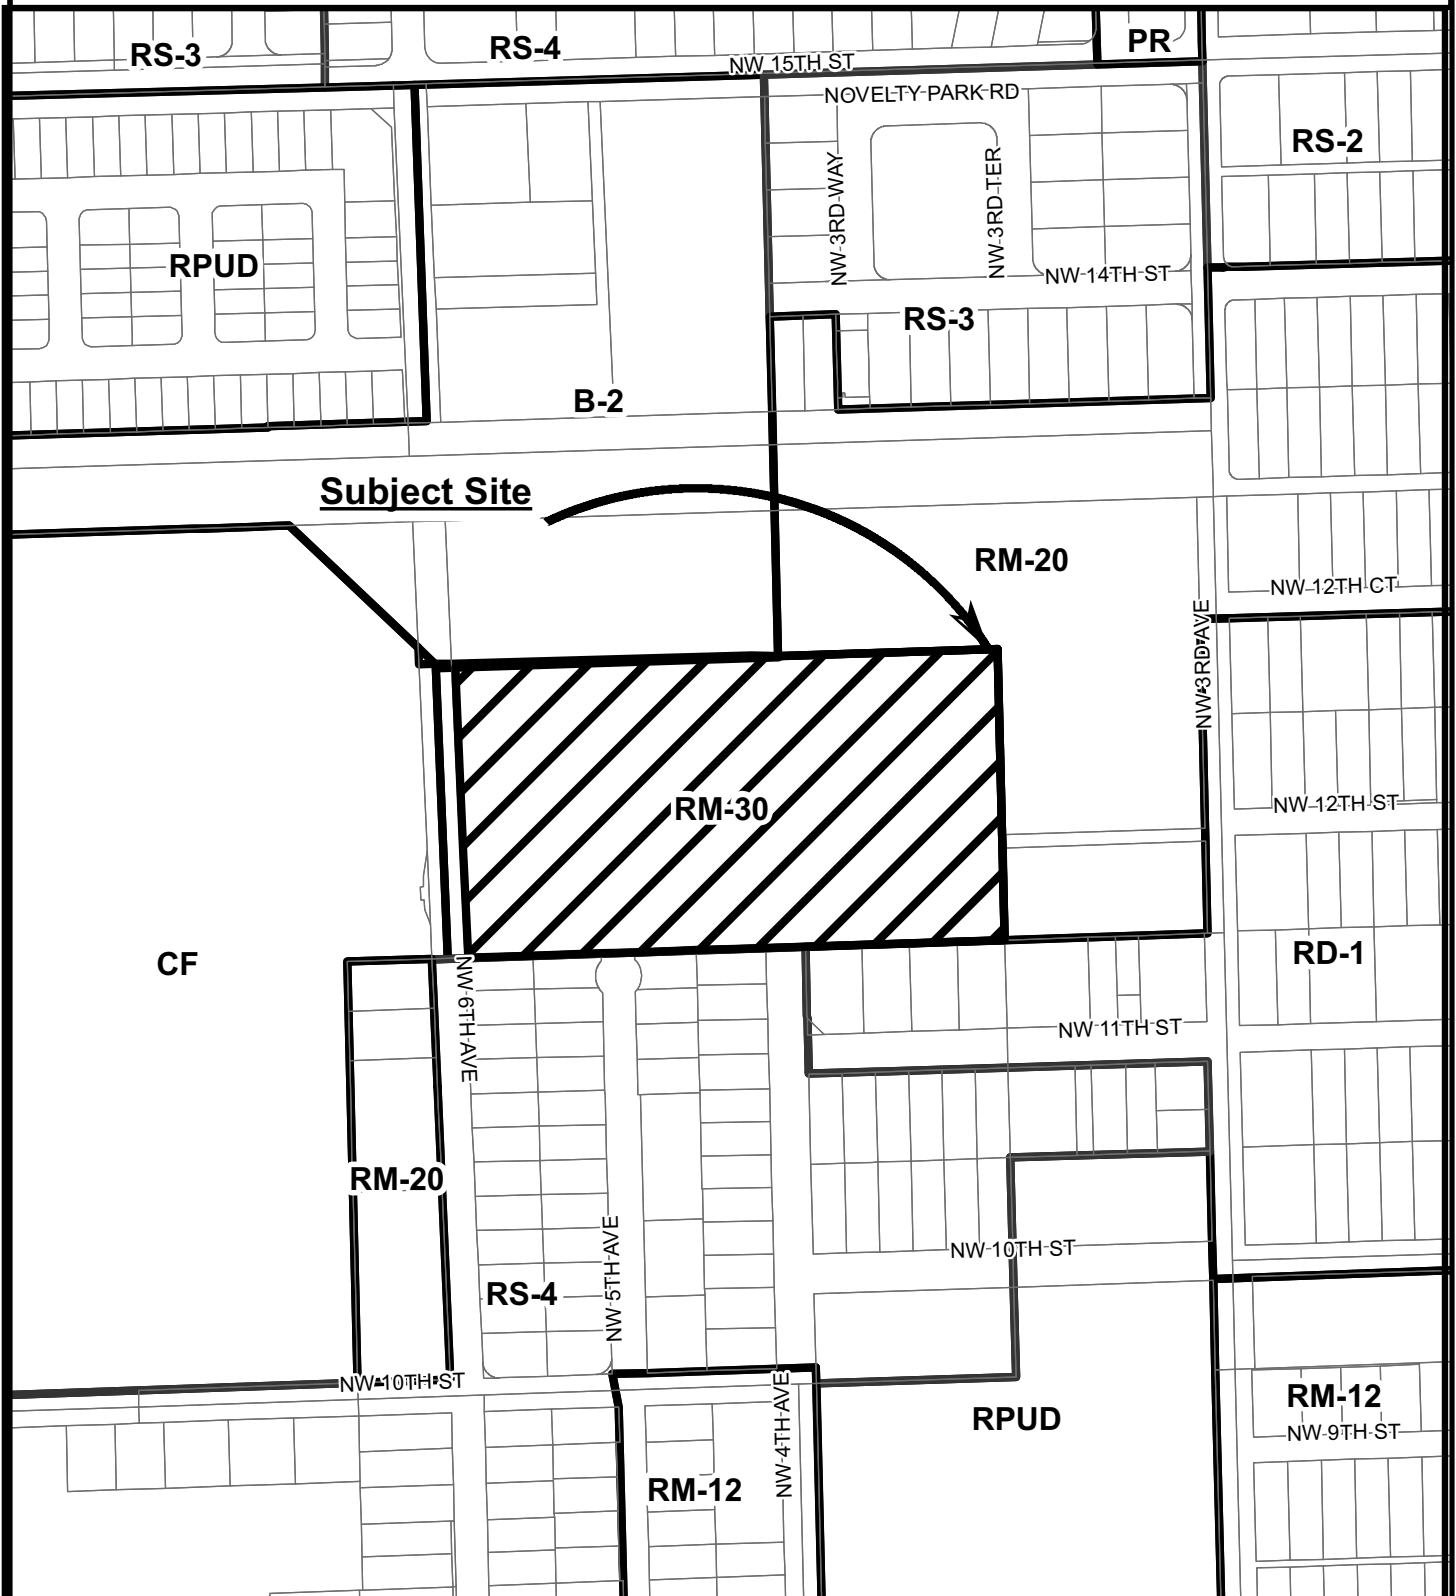 RS-3
RS-4
PR
NW 15TH ST
NOVELTY PARK RD
RS-2
NW 3RD WAY
NW 3RD TER
RPUD
NW 14TH ST
RS-3
B-2
Subject Site
RM-20
NW 12TH CT
NW 3RD AVE
RM-30
NW 12TH ST
CF
RD-1
NW 6TH AVE
NW 11TH ST
RM-20
NW 5TH AVE
NW 10TH ST
RS-4
NW 10TH ST
RM-12
RPUD
NW 9TH ST
NW 4TH AVE
RM-12